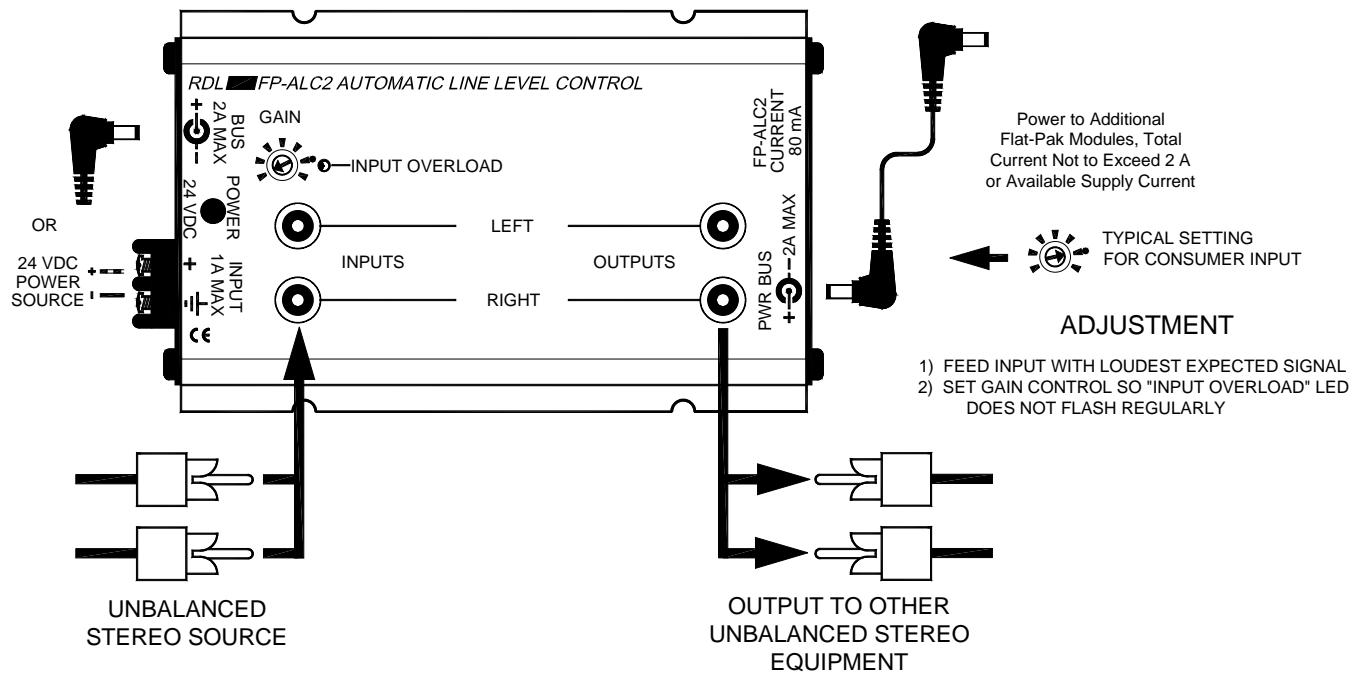 RDL FP-ALC2 AUTOMATIC LINE LEVEL CONTROL
+ BUS -
2A MAX
GAIN
INPUT OVERLOAD
POWER
24 VDC
+ INPUT
1A MAX
CE
OR
24 VDC +
POWER
SOURCE -
LEFT
INPUTS
OUTPUTS
RIGHT
FP-ALC2
CURRENT
80 mA
PWR BUS
+ - 2A MAX
Power to Additional
Flat-Pak Modules, Total
Current Not to Exceed 2 A
or Available Supply Current
TYPICAL SETTING
FOR CONSUMER INPUT
ADJUSTMENT
1) FEED INPUT WITH LOUDEST EXPECTED SIGNAL
2) SET GAIN CONTROL SO "INPUT OVERLOAD" LED
DOES NOT FLASH REGULARLY
UNBALANCED
STEREO SOURCE
OUTPUT TO OTHER
UNBALANCED STEREO
EQUIPMENT